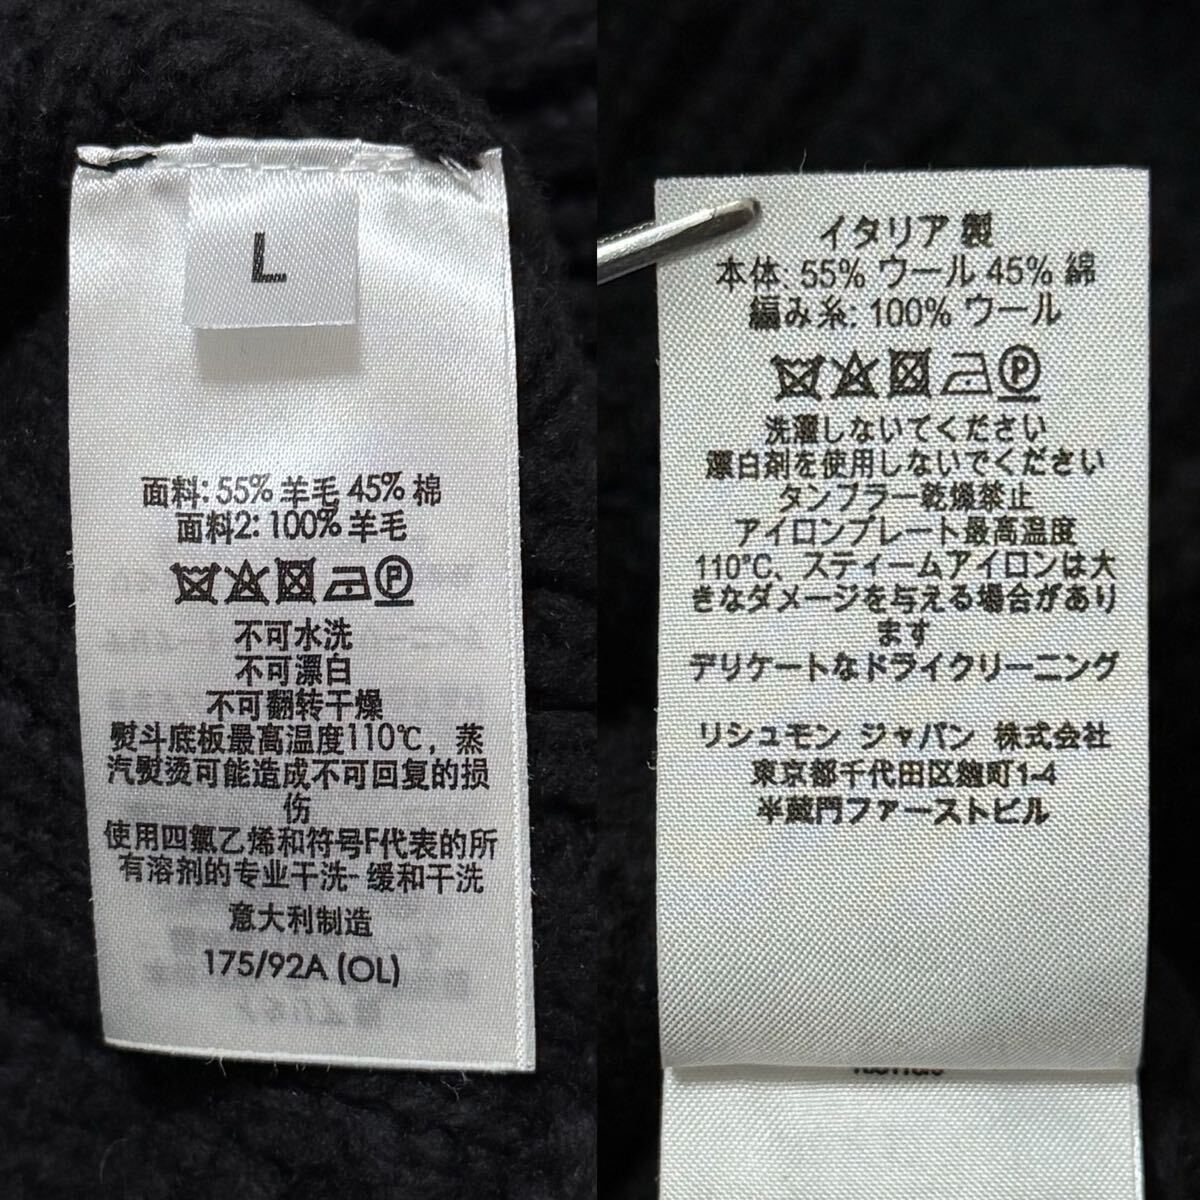 L
面料: 55% 羊毛 45% 棉
面料2: 100% 羊毛
P
不可水洗
不可漂白
不可翻转干燥
熨斗底板最高温度110℃, 蒸
汽熨烫可能造成不可回复的损
伤
使用四氯乙烯和符号F代表的所
有溶剂的专业干洗- 缓和干洗
意大利制造
175/92A (OL)
イタリア 製
本体: 55% ウール 45% 綿
編み糸: 100% ウール
P
洗濯しないてください
漂白剤を使用しないでください
タンブラー乾燥禁止
アイロンプレート最高温度
110°C、スティームアイロンは大
きなダメージを与える場合があり
ます
デリケートなドライクリーニング
リシュモン ジャパン 株式会社
東京都千代田区麹町1-4
半蔵門ファーストビル